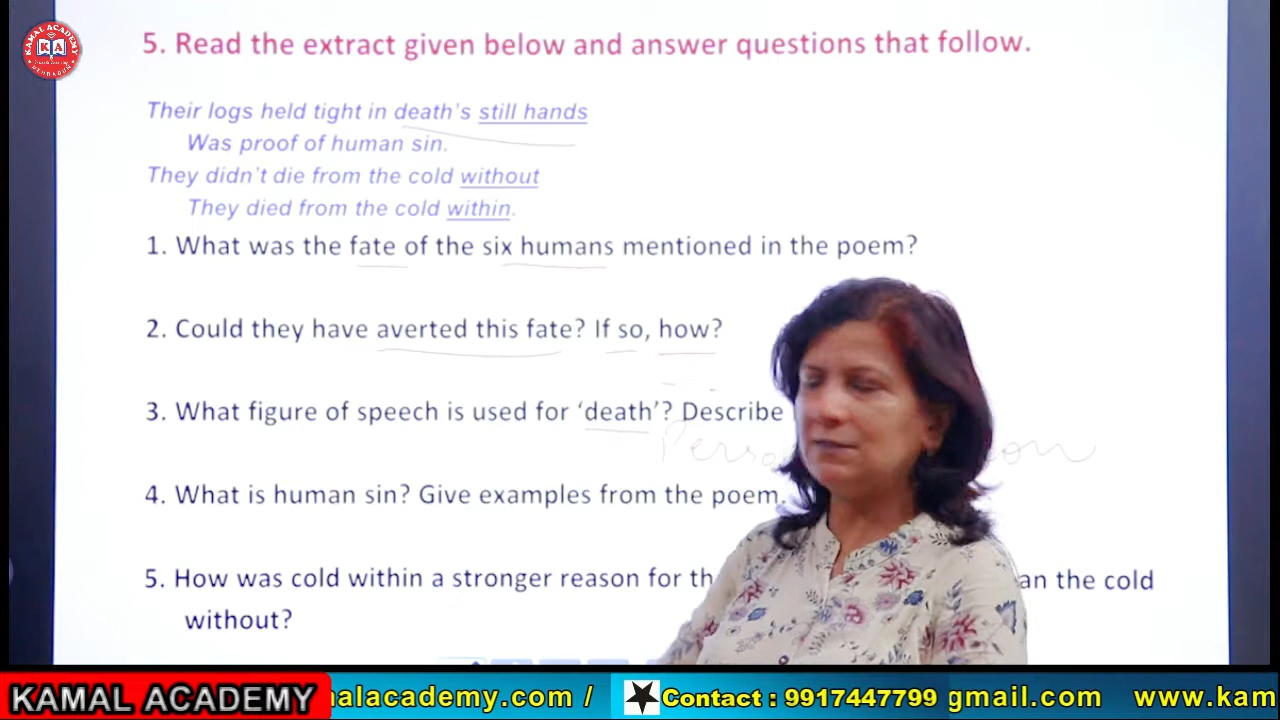 KAMAL ACADEMY
KA
DEHRADUN
5. Read the extract given below and answer questions that follow.
Their logs held tight in death's still hands
Was proof of human sin.
They didn't die from the cold without
They died from the cold within.
1. What was the fate of the six humans mentioned in the poem?
2. Could they have averted this fate? If so, how?
3. What figure of speech is used for 'death'? Describe
4. What is human sin? Give examples from the poem.
5. How was cold within a stronger reason for th
an the cold
without?
KAMAL ACADEMY
malacademy.com / Contact : 9917447799 gmail.com www.kam